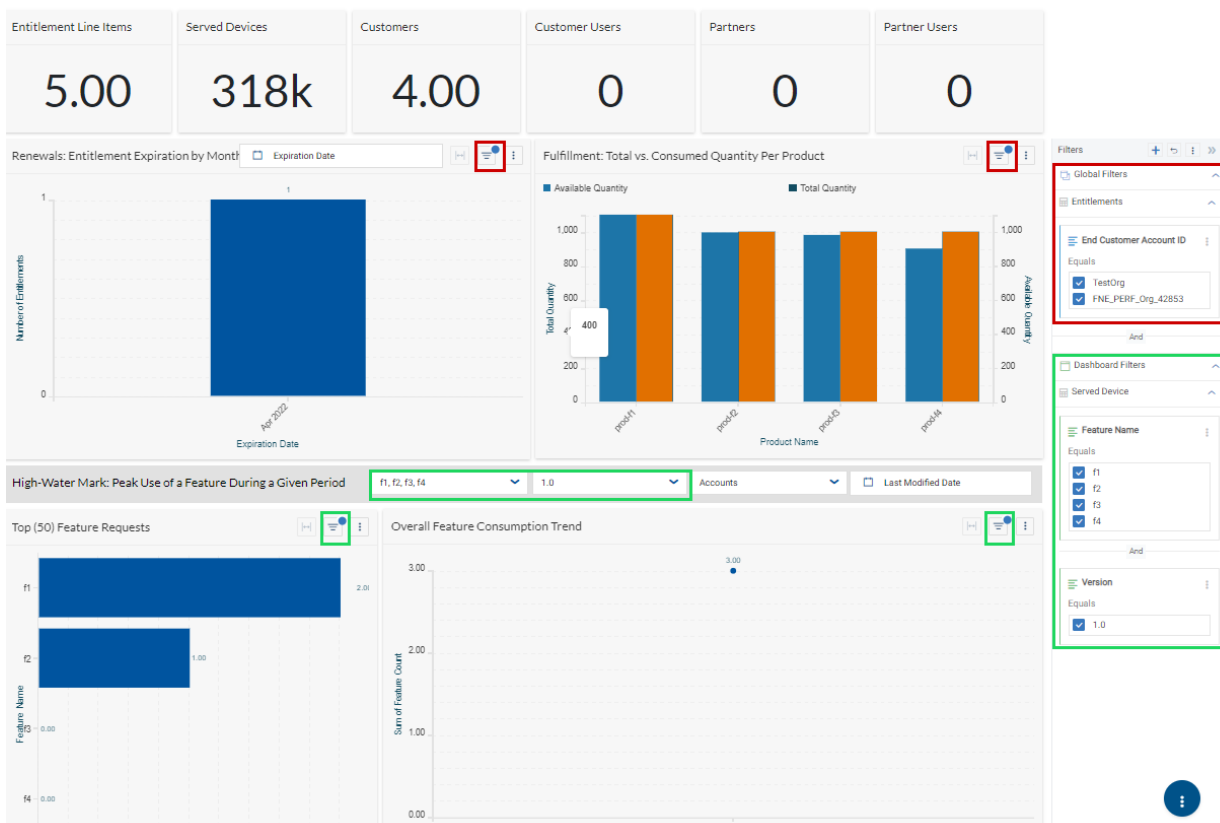 Entitlement Line Items
Served Devices
Customers
Customer Users
Partners
Partner Users
5.00
318k
4.00
0
0
0
Renewals: Entitlement Expiration by Month
Expiration Date
1
1
0
Number of Entitlements
Apr 2022
Expiration Date
Fulfillment: Total vs. Consumed Quantity Per Product
Available Quantity
Total Quantity
1,000
800
600
400
200
0
Total Quantity
1,000
800
600
400
200
0
Available Quantity
prod-f1
prod-f2
prod-f3
prod-f4
Product Name
Filters
Global Filters
Entitlements
End Customer Account ID
Equals
TestOrg
FNE_PERF_Org_42853
And
Dashboard Filters
Served Device
Feature Name
Equals
f1
f2
f3
f4
And
Version
Equals
1.0
High-Water Mark: Peak Use of a Feature During a Given Period
f1, f2, f3, f4
1.0
Accounts
Last Modified Date
Top (50) Feature Requests
f1
f2
f3
f4
2.00
1.00
0.00
0.00
Feature Name
Overall Feature Consumption Trend
3.00
3.00
2.00
1.00
0.00
Sum of Feature Count